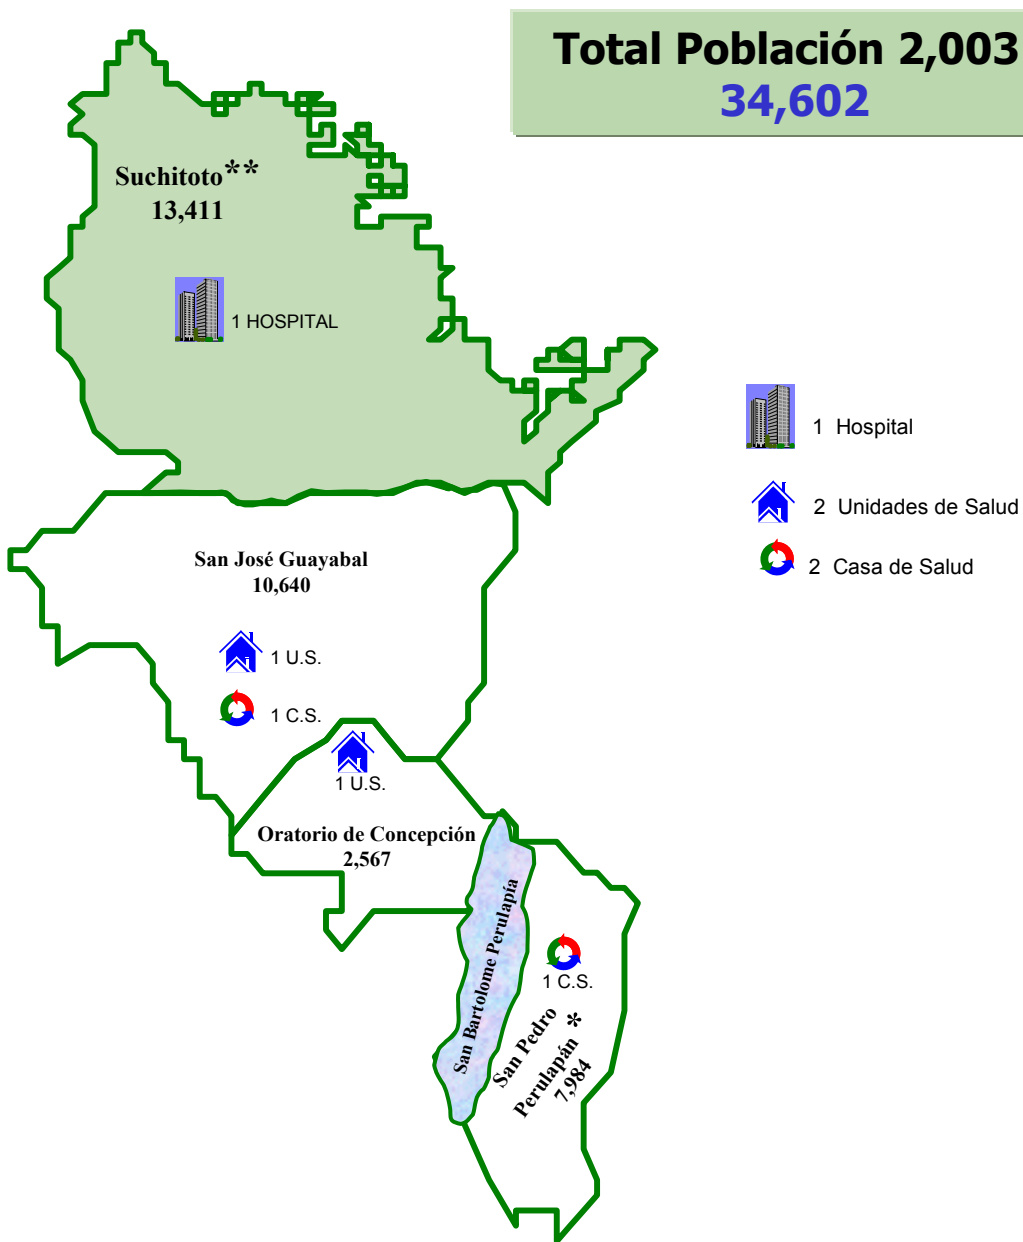 Total Población 2,003
34,602
Suchitoto**
13,411
1 HOSPITAL
1 Hospital
2 Unidades de Salud
2 Casa de Salud
San José Guayabal
10,640
1 U.S.
1 C.S.
1 U.S.
Oratorio de Concepción
2,567
San Bartolome Perulapía
1 C.S.
San Pedro
Perulapán *
7,984